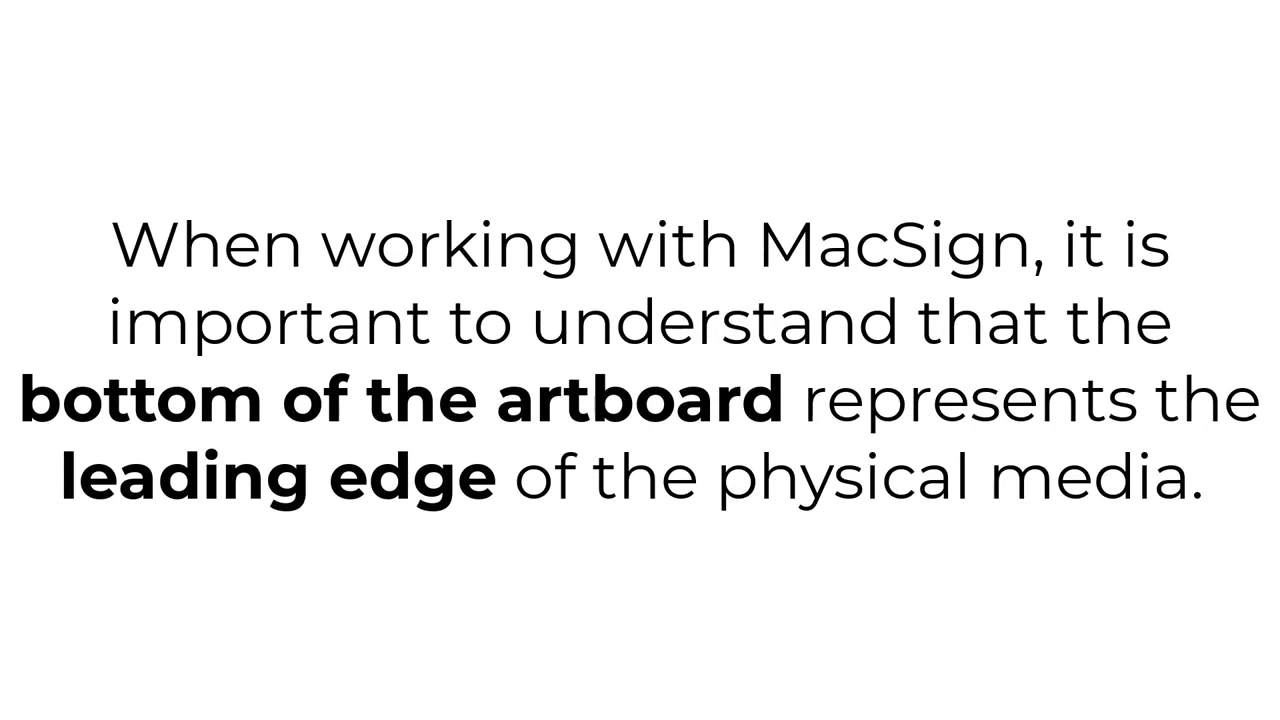 When working with MacSign, it is
important to understand that the
bottom of the artboard represents the
leading edge of the physical media.